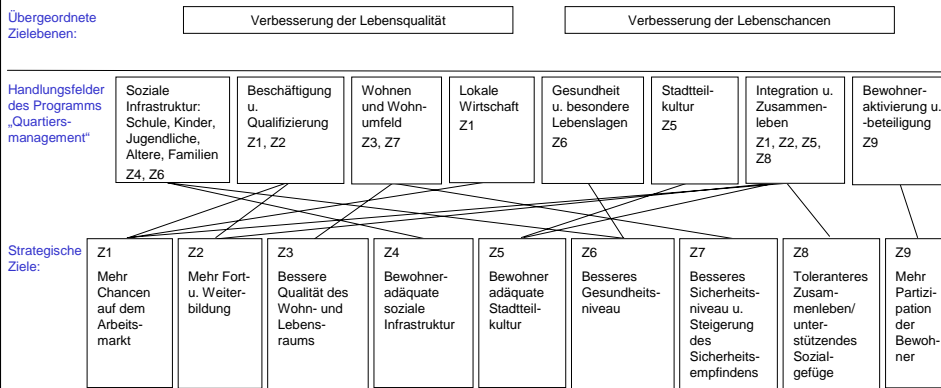 Übergeordnete
Zielebenen:
Verbesserung der Lebensqualität
Verbesserung der Lebenschancen
Handlungsfelder
des Programms
„Quartiers-
management“
Soziale
Infrastruktur:
Schule, Kinder,
Jugendliche,
Altere, Familien
Z4, Z6
Beschäftigung
u.
Qualifizierung
Z1, Z2
Wohnen
und Wohn-
umfeld
Z3, Z7
Lokale
Wirtschaft
Z1
Gesundheit
u. besondere
Lebenslagen
Z6
Stadtteil-
kultur
Z5
Integration u.
Zusammen-
leben
Z1, Z2, Z5,
Z8
Bewohner-
aktivierung u.
-beteiligung
Z9
Strategische
Ziele:
Z1
Mehr
Chancen
auf dem
Arbeits-
markt
Z2
Mehr Fort-
u. Weiter-
bildung
Z3
Bessere
Qualität des
Wohn- und
Lebens-
raums
Z4
Bewohner-
adäquate
soziale
Infrastruktur
Z5
Bewohner
adäquate
Stadtteil-
kultur
Z6
Besseres
Gesundheits-
niveau
Z7
Besseres
Sicherheits-
niveau u.
Steigerung
des
Sicherheits-
empfindens
Z8
Toleranteres
Zusam-
menleben/
unter-
stützendes
Sozial-
gefüge
Z9
Mehr
Partizi-
pation
der
Bewoh-
ner